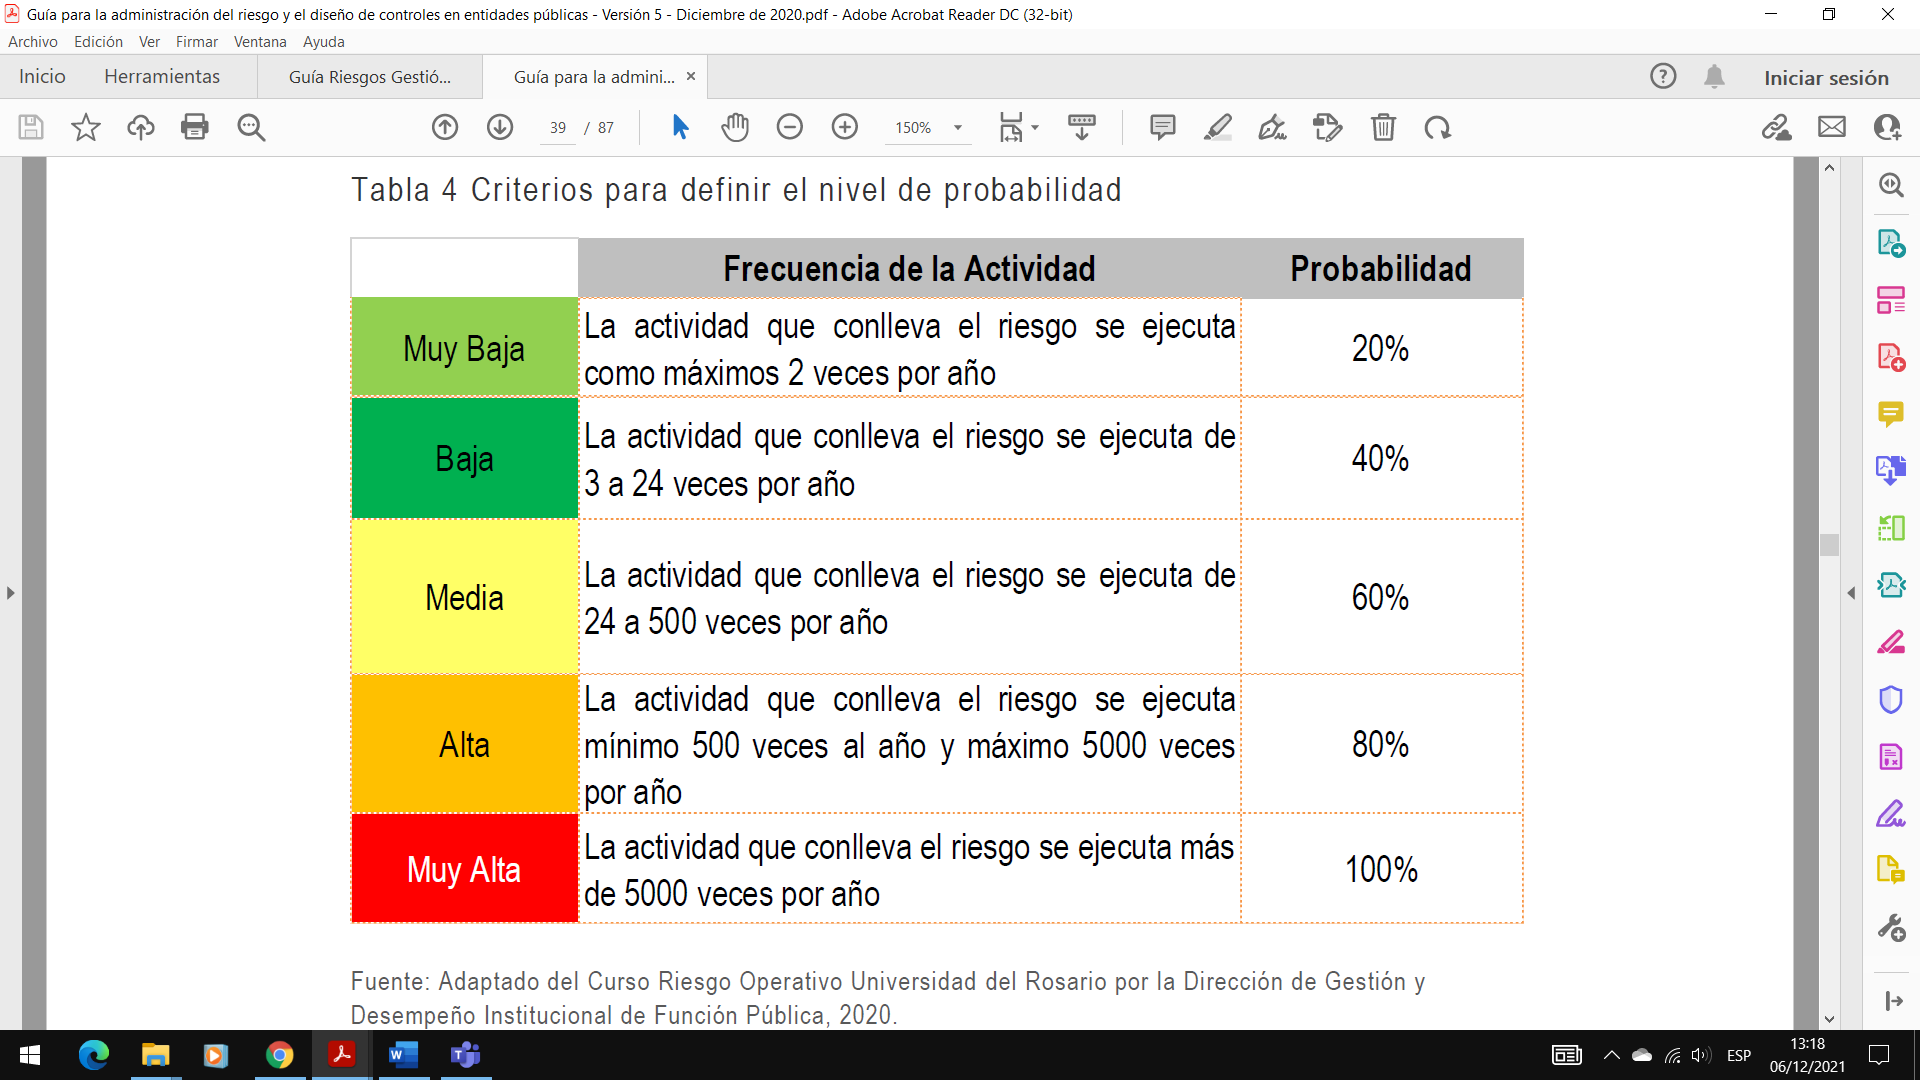 Guía para la administración del riesgo y el diseño de controles en entidades públicas - Versión 5 - Diciembre de 2020.pdf - Adobe Acrobat Reader DC (32-bit)
Archivo Edición Ver Firmar Ventana Ayuda
Inicio Herramientas Guía Riesgos Gestió... Guía para la admini... Iniciar sesión
39 / 87 150%
Tabla 4 Criterios para definir el nivel de probabilidad
Frecuencia de la Actividad Probabilidad
Muy Baja
La actividad que conlleva el riesgo se ejecuta
como máximos 2 veces por año
20%
Baja
La actividad que conlleva el riesgo se ejecuta de
3 a 24 veces por año
40%
Media
La actividad que conlleva el riesgo se ejecuta de
24 a 500 veces por año
60%
Alta
La actividad que conlleva el riesgo se ejecuta
mínimo 500 veces al año y máximo 5000 veces
por año
80%
Muy Alta
La actividad que conlleva el riesgo se ejecuta más
de 5000 veces por año
100%
Fuente: Adaptado del Curso Riesgo Operativo Universidad del Rosario por la Dirección de Gestión y
Desempeño Institucional de Función Pública, 2020.
ESP
13:18
06/12/2021